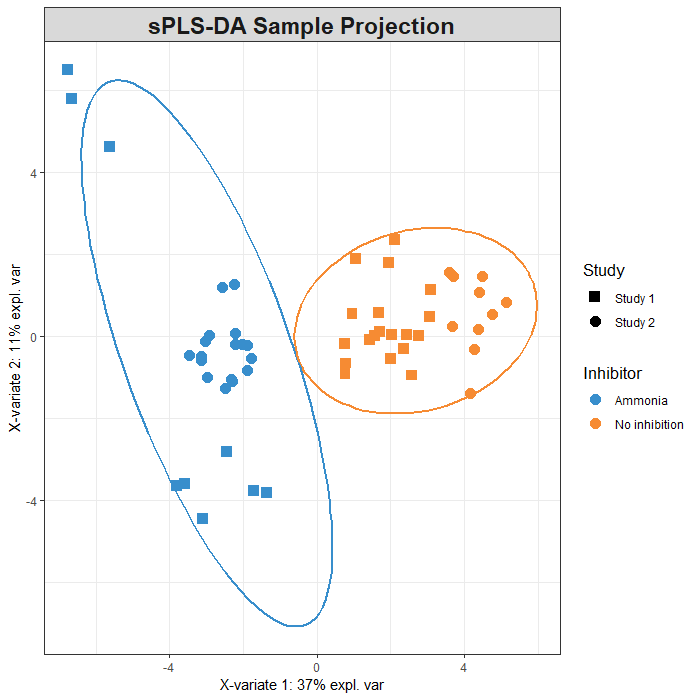 sPLS-DA Sample Projection
4
0
-4
X-variate 2: 11% expl. var
-4
0
4
X-variate 1: 37% expl. var
Study
Study 1
Study 2
Inhibitor
Ammonia
No inhibition